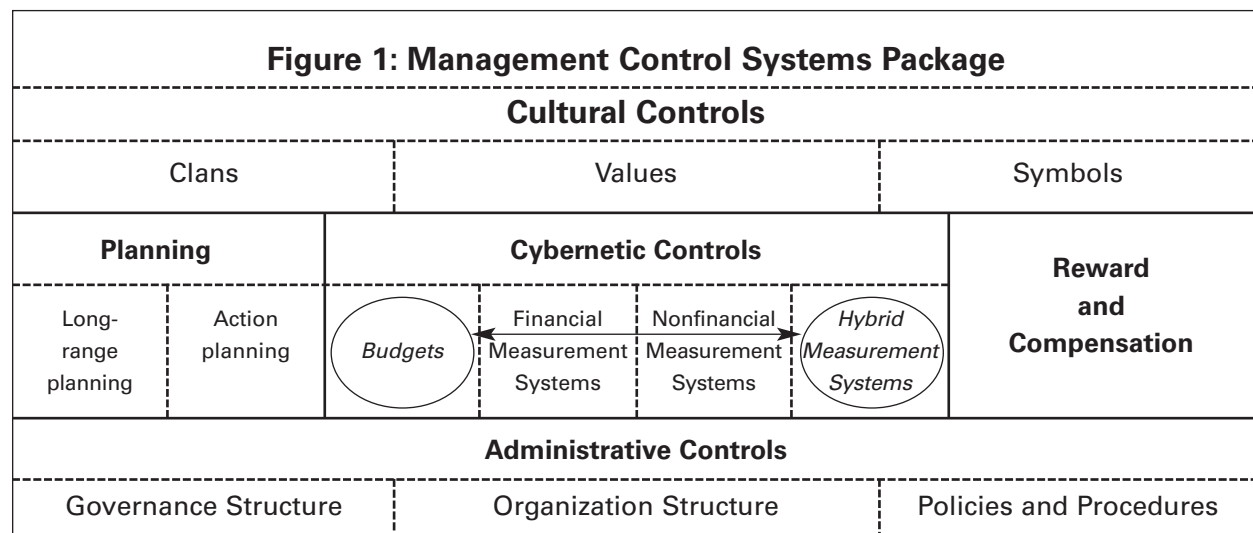 Figure 1: Management Control Systems Package
Cultural Controls
Clans
Values
Symbols
Planning
Long-
range
planning
Action
planning
Cybernetic Controls
Budgets
Financial
Measurement
Systems
Nonfinancial
Measurement
Systems
Hybrid
Measurement
Systems
Reward
and
Compensation
Administrative Controls
Governance Structure
Organization Structure
Policies and Procedures